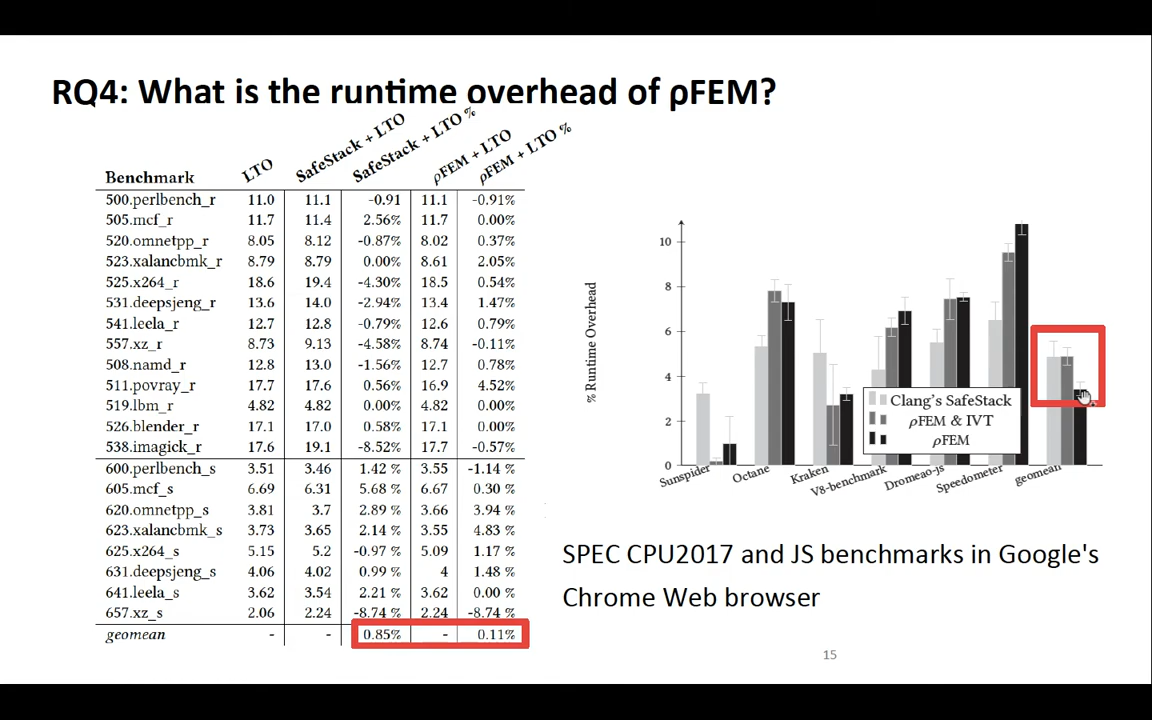 RQ4: What is the runtime overhead of ρFEM?
Benchmark LTO SafeStack + LTO SafeStack + LTO % ρFEM + LTO ρFEM + LTO %
500.perlbench_r 11.0 11.1 -0.91 11.1 -0.91%
505.mcf_r 11.7 11.4 2.56% 11.7 0.00%
520.omnetpp_r 8.05 8.12 -0.87% 8.02 0.37%
523.xalancbmk_r 8.79 8.79 0.00% 8.61 2.05%
525.x264_r 18.6 19.4 -4.30% 18.5 0.54%
531.deepsjeng_r 13.6 14.0 -2.94% 13.4 1.47%
541.leela_r 12.7 12.8 -0.79% 12.6 0.79%
557.xz_r 8.73 9.13 -4.58% 8.74 -0.11%
508.namd_r 12.8 13.0 -1.56% 12.7 0.78%
511.povray_r 17.7 17.6 0.56% 16.9 4.52%
519.lbm_r 4.82 4.82 0.00% 4.82 0.00%
526.blender_r 17.1 17.0 0.58% 17.1 0.00%
538.imagick_r 17.6 19.1 -8.52% 17.7 -0.57%
600.perlbench_s 3.51 3.46 1.42 % 3.55 -1.14 %
605.mcf_s 6.69 6.31 5.68 % 6.67 0.30 %
620.omnetpp_s 3.81 3.7 2.89 % 3.66 3.94 %
623.xalancbmk_s 3.73 3.65 2.14 % 3.55 4.83 %
625.x264_s 5.15 5.2 -0.97 % 5.09 1.17 %
631.deepsjeng_s 4.06 4.02 0.99 % 4 1.48 %
641.leela_s 3.62 3.54 2.21 % 3.62 0.00 %
657.xz_s 2.06 2.24 -8.74 % 2.24 -8.74 %
geomean - - 0.85% - 0.11%
% Runtime Overhead
10
8
6
4
2
0
Clang's SafeStack
ρFEM & IVT
ρFEM
Sunspider Octane Kraken V8-benchmark Dromeao-js Speedometer geomean
SPEC CPU2017 and JS benchmarks in Google's
Chrome Web browser
15